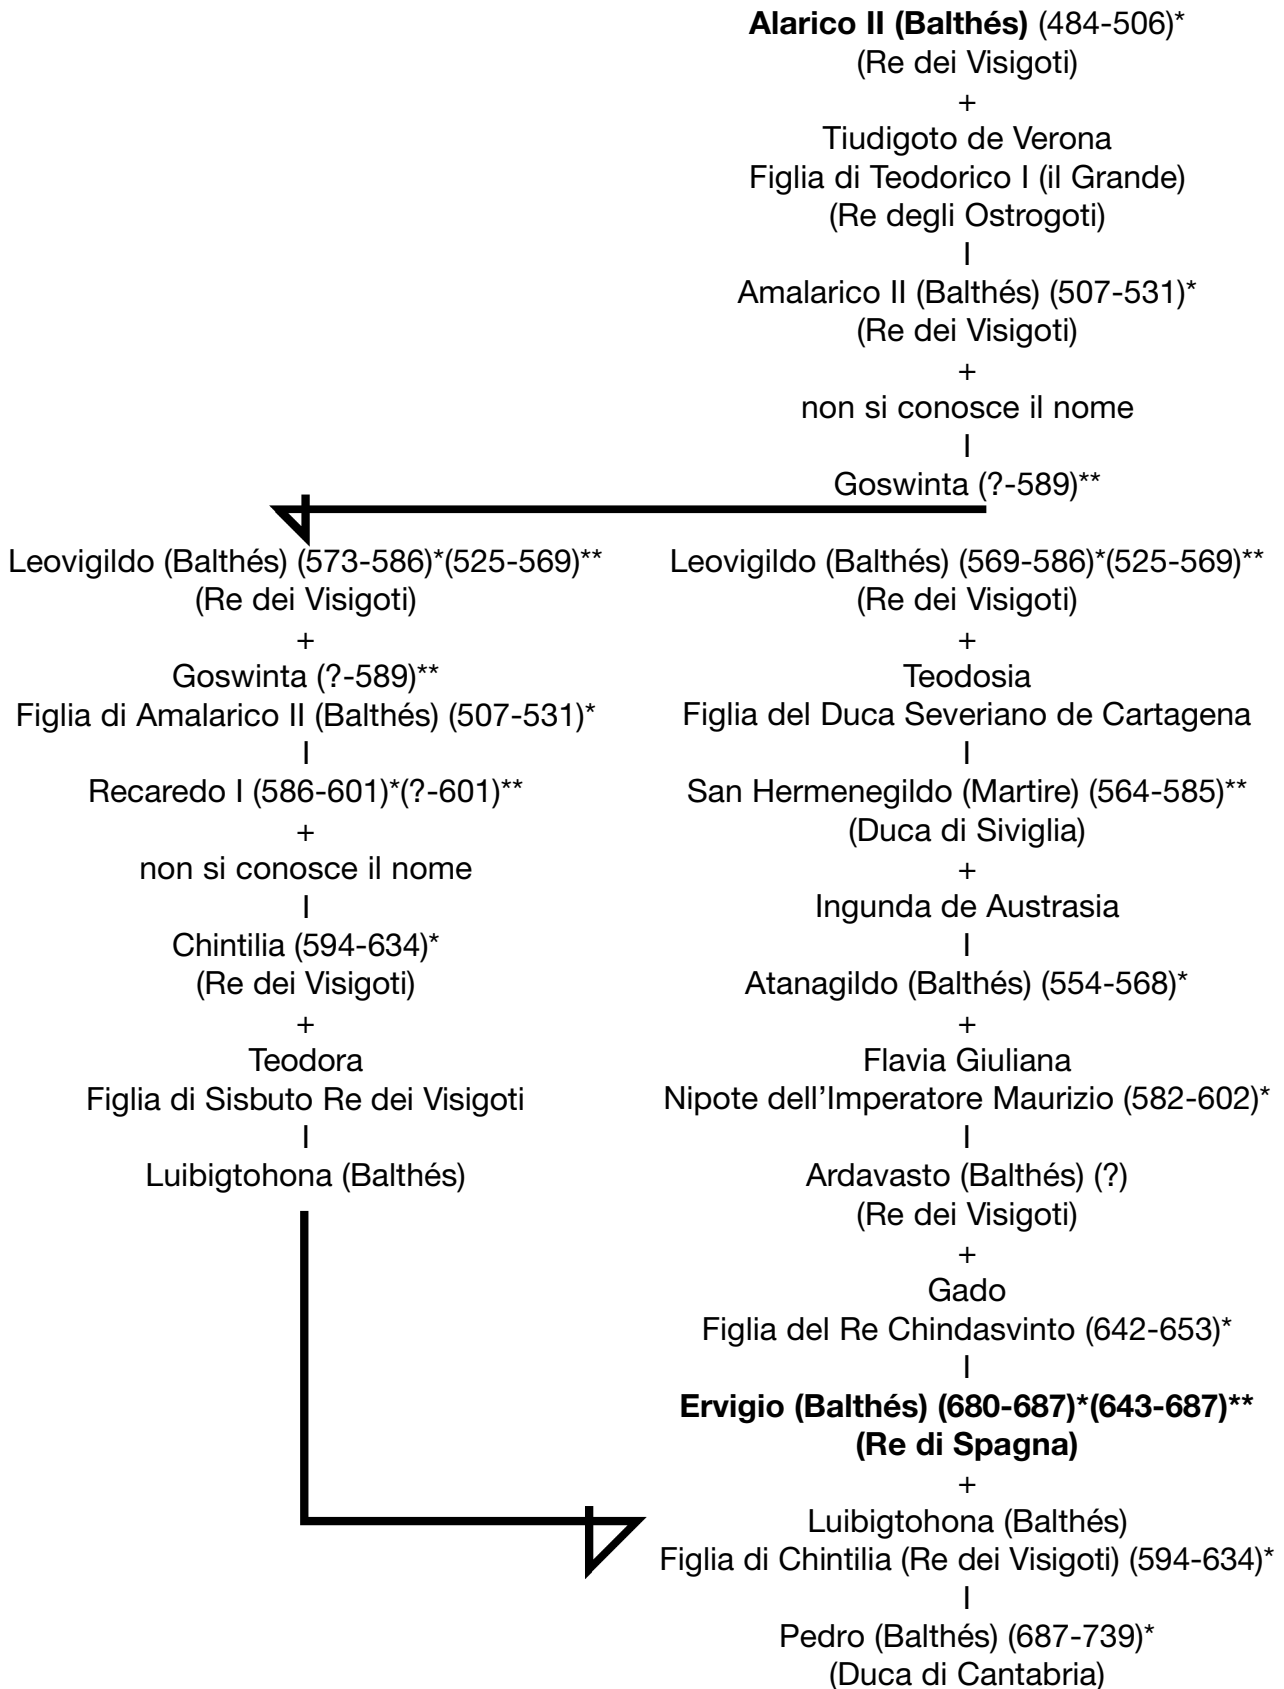 Alarico II (Balthés) (484-506)*
(Re dei Visigoti)
+
Tiudigoto de Verona
Figlia di Teodorico I (il Grande)
(Re degli Ostrogoti)
I
Amalarico II (Balthés) (507-531)*
(Re dei Visigoti)
+
non si conosce il nome
I
Goswinta (?-589)**
Leovigildo (Balthés) (573-586)*(525-569)**
(Re dei Visigoti)
+
Goswinta (?-589)**
Figlia di Amalarico II (Balthés) (507-531)*
I
Recaredo I (586-601)*(?-601)**
+
non si conosce il nome
I
Chintilia (594-634)*
(Re dei Visigoti)
+
Teodora
Figlia di Sisbuto Re dei Visigoti
I
Luibigtohona (Balthés)
Leovigildo (Balthés) (569-586)*(525-569)**
(Re dei Visigoti)
+
Teodosia
Figlia del Duca Severiano de Cartagena
I
San Hermenegildo (Martire) (564-585)**
(Duca di Siviglia)
+
Ingunda de Austrasia
I
Atanagildo (Balthés) (554-568)*
+
Flavia Giuliana
Nipote dell’Imperatore Maurizio (582-602)*
I
Ardavasto (Balthés) (?)
(Re dei Visigoti)
+
Gado
Figlia del Re Chindasvinto (642-653)*
I
Ervigio (Balthés) (680-687)*(643-687)**
(Re di Spagna)
+
Luibigtohona (Balthés)
Figlia di Chintilia (Re dei Visigoti) (594-634)*
I
Pedro (Balthés) (687-739)*
(Duca di Cantabria)